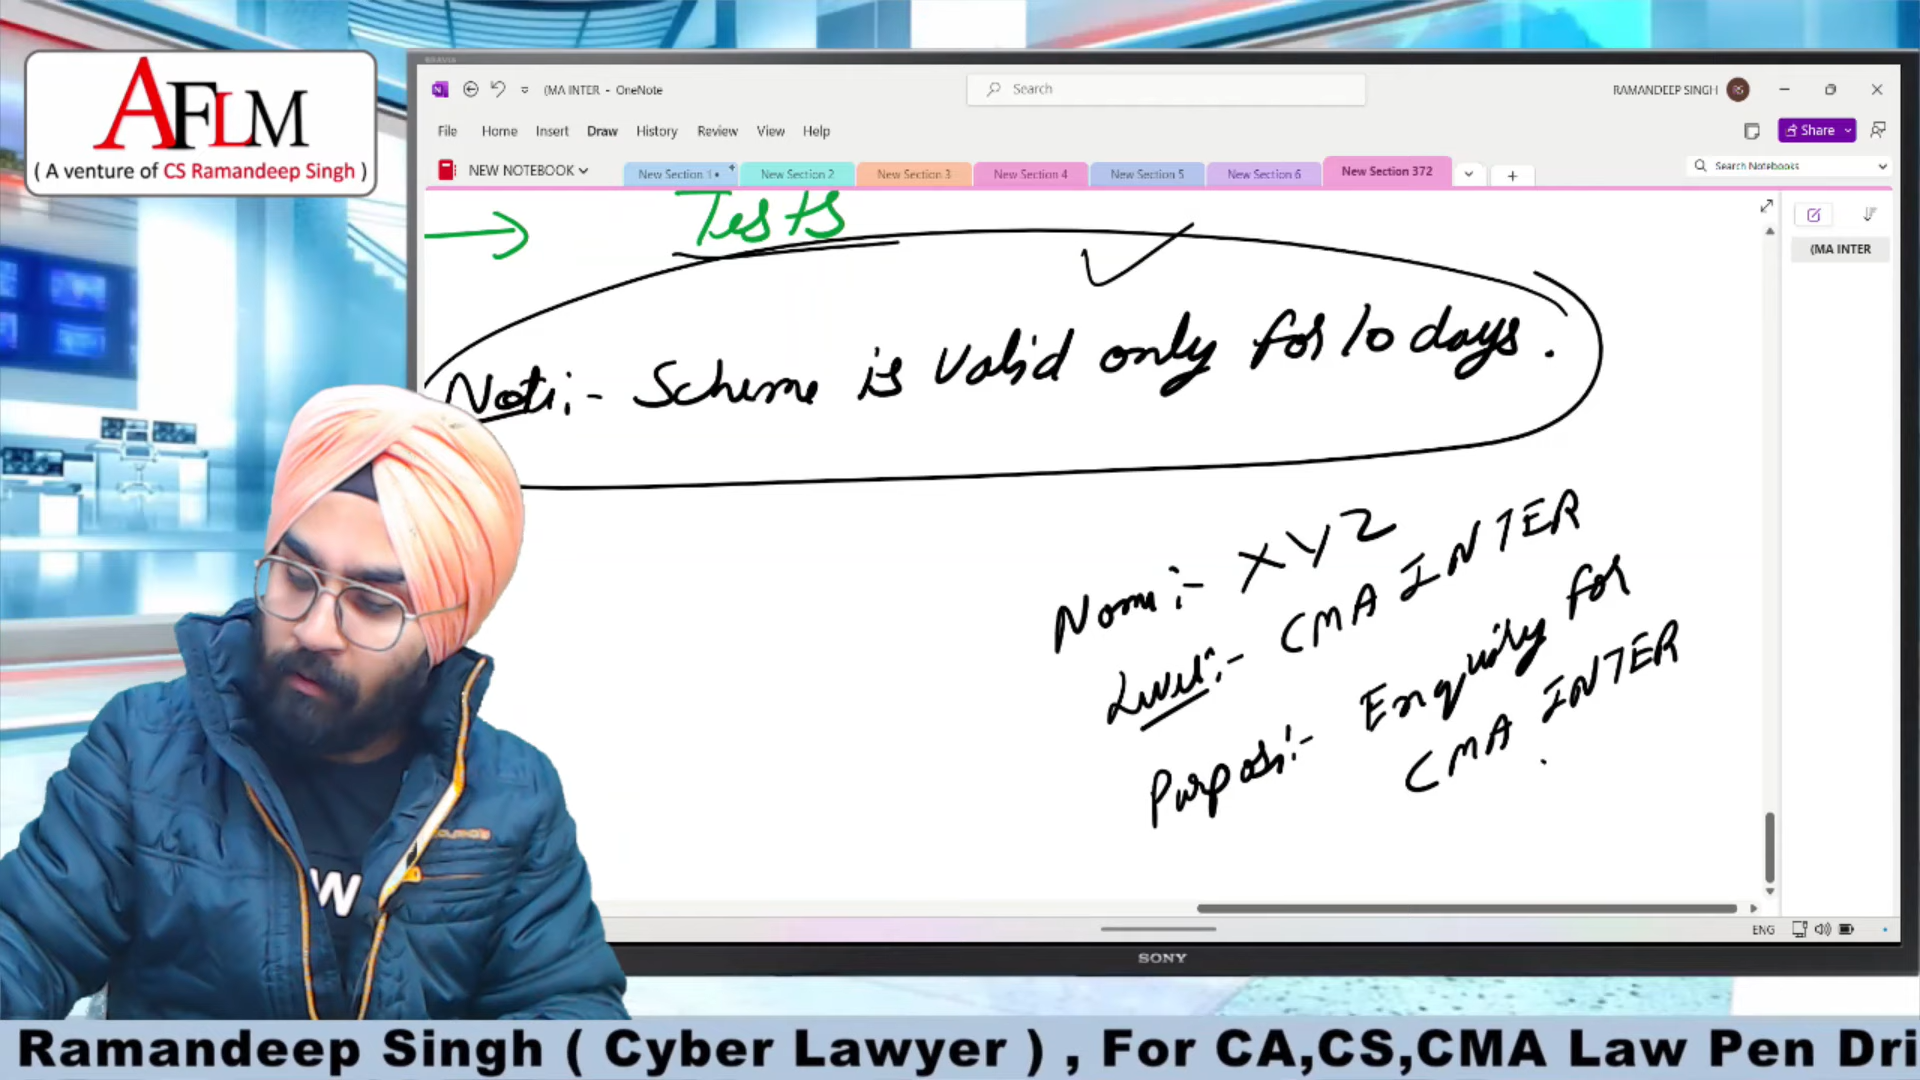 AFLM
( A venture of CS Ramandeep Singh )
BRAVIA
(MA INTER - OneNote
Search
RAMANDEEP SINGH
RS
File Home Insert Draw History Review View Help
Share
NEW NOTEBOOK
New Section 1
New Section 2
New Section 3
New Section 4
New Section 5
New Section 6
New Section 372
Search Notebooks
(MA INTER
Tests
Note:- Scheme is valid only for 10 days.
Name:- XYZ
Level:- CMA INTER
Purpose:- Enquiry for
CMA INTER
W
ENG
SONY
Ramandeep Singh ( Cyber Lawyer ) , For CA,CS,CMA Law Pen Dri